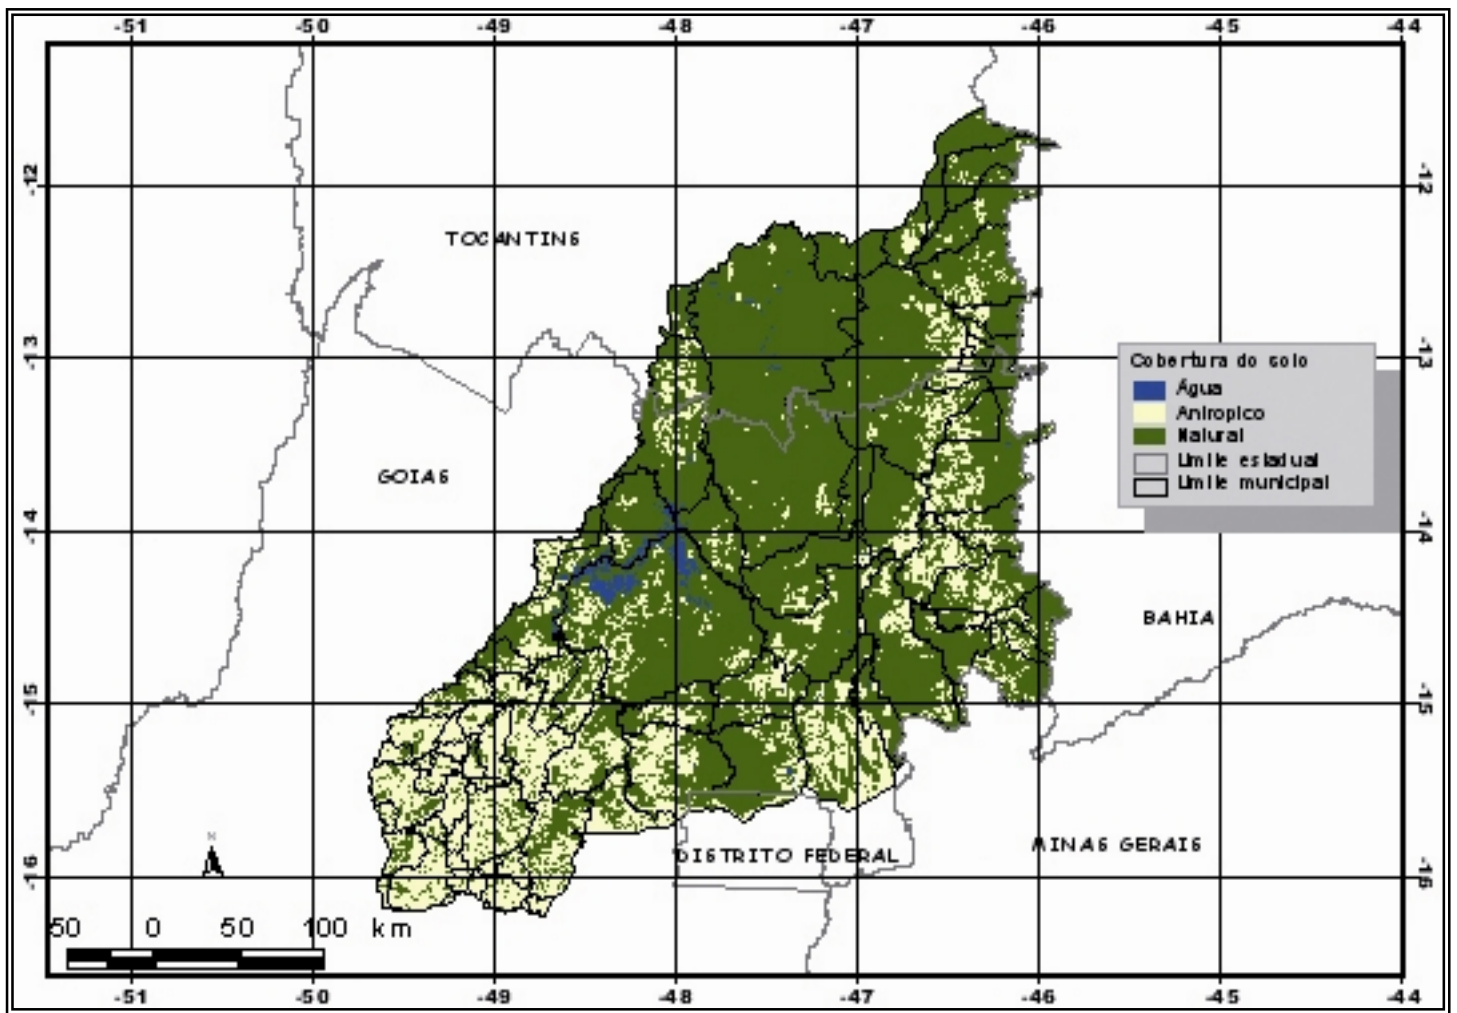 -51 -50 -49 -48 -47 -46 -45 -44
-12 -12
TOCANTINS
-13 -13
Cobertura do solo
Água
Antropico
Natural
Limite estadual
Limite municipal
GOIAS
-14 -14
BAHIA
-15 -15
N
MINAS GERAIS
DISTRITO FEDERAL
-16 -16
50 0 50 100 km
-51 -50 -49 -48 -47 -46 -45 -44